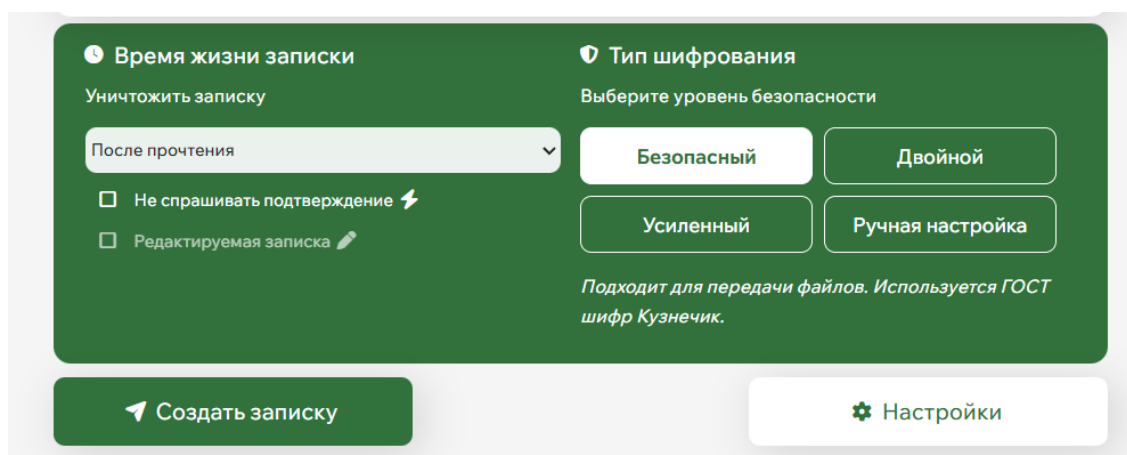 Время жизни записки
Уничтожить записку
После прочтения
Не спрашивать подтверждение
Редактируемая записка
Тип шифрования
Выберите уровень безопасности
Безопасный
Двойной
Усиленный
Ручная настройка
Подходит для передачи файлов. Используется ГОСТ
шифр Кузнечик.
Создать записку
Настройки